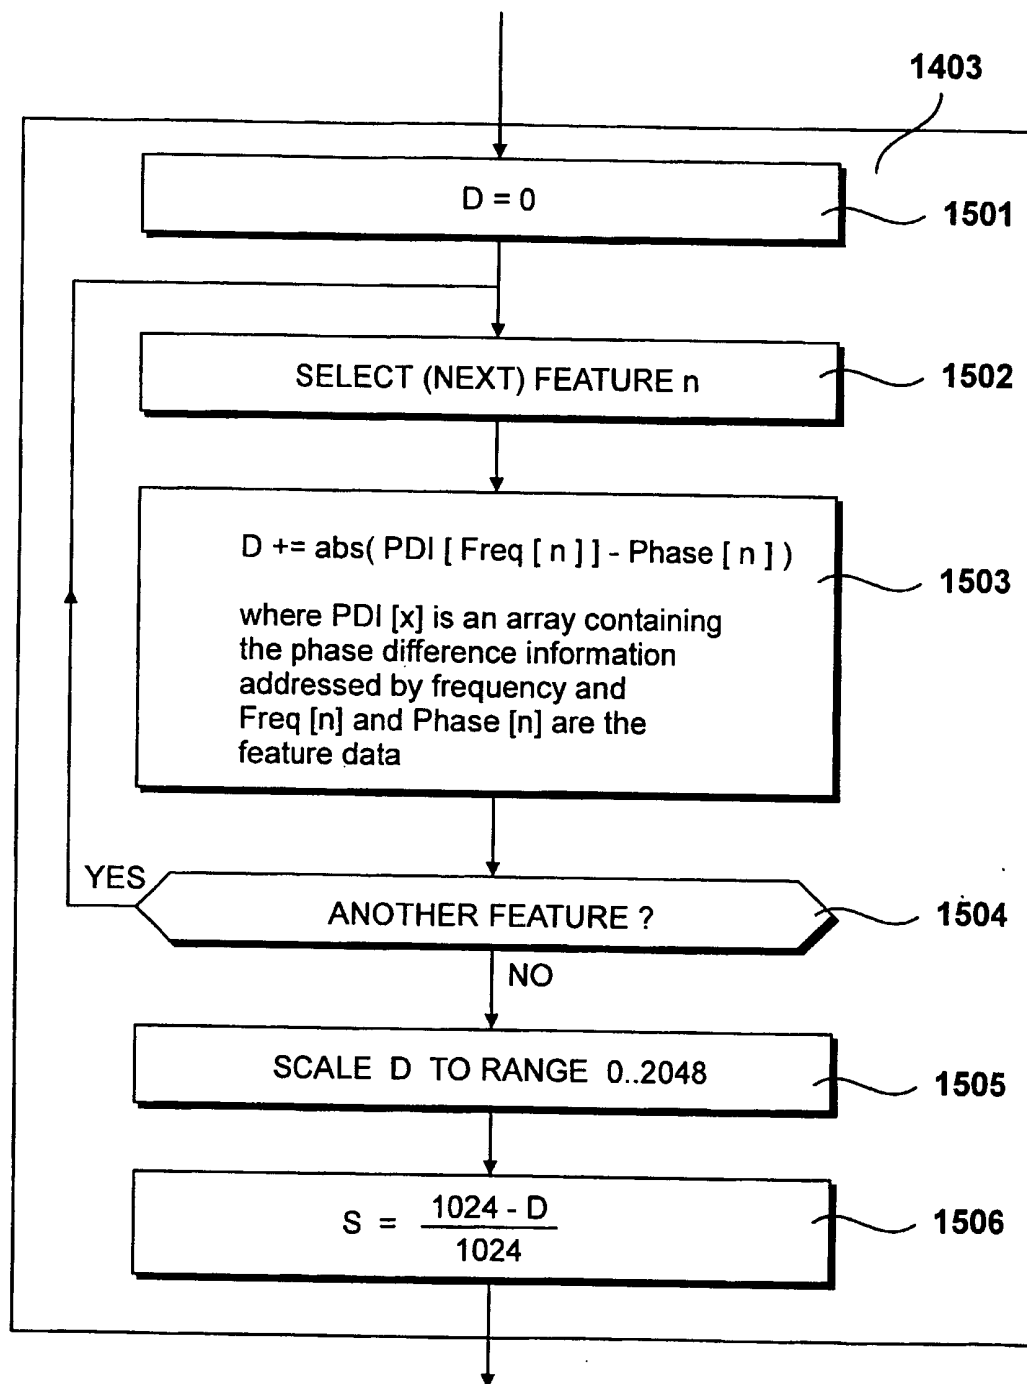 1403
D = 0
1501
SELECT (NEXT) FEATURE n
1502
D += abs( PDI [ Freq [ n ] ] - Phase [ n ] )
where PDI [x] is an array containing
the phase difference information
addressed by frequency and
Freq [n] and Phase [n] are the
feature data
1503
YES
ANOTHER FEATURE ?
1504
NO
SCALE D TO RANGE 0..2048
1505
S = 1024 - D
1024
1506